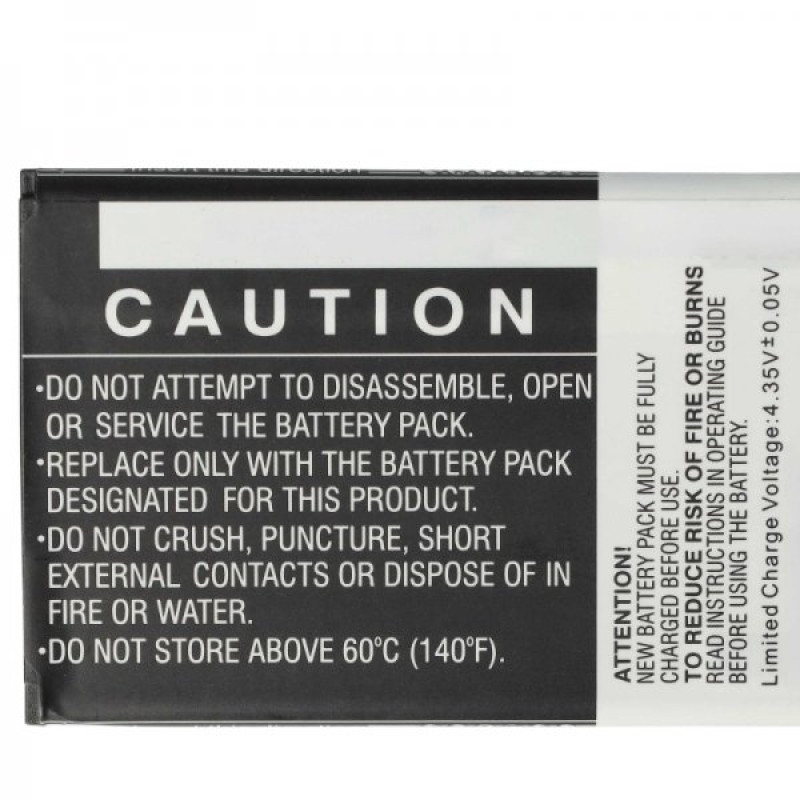 Insert this direction
CAUTION
•DO NOT ATTEMPT TO DISASSEMBLE, OPEN
OR SERVICE THE BATTERY PACK.
•REPLACE ONLY WITH THE BATTERY PACK
DESIGNATED FOR THIS PRODUCT.
•DO NOT CRUSH, PUNCTURE, SHORT
EXTERNAL CONTACTS OR DISPOSE OF IN
FIRE OR WATER.
•DO NOT STORE ABOVE 60°C (140°F).
ATTENTION!
NEW BATTERY PACK MUST BE FULLY
CHARGED BEFORE USE.
TO REDUCE RISK OF FIRE OR BURNS
READ INSTRUCTIONS IN OPERATING GUIDE
BEFORE USING THE BATTERY.
Limited Charge Voltage:4.35V±0.05V